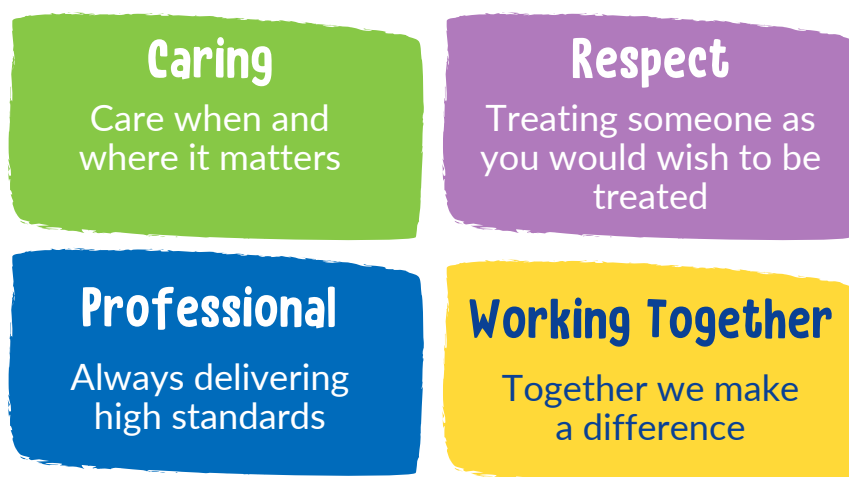 Caring
Care when and
where it matters
Respect
Treating someone as
you would wish to be
treated
Professional
Always delivering
high standards
Working Together
Together we make
a difference